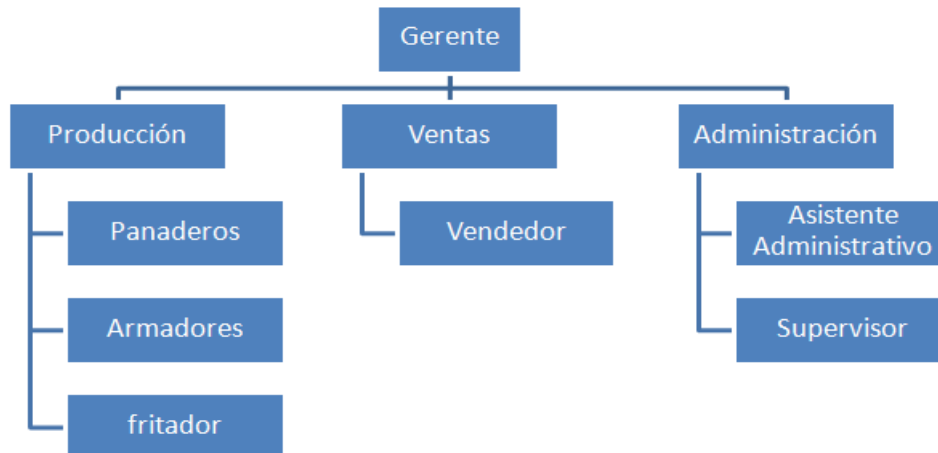 Gerente
Producción
Ventas
Administración
Panaderos
Vendedor
Asistente
Administrativo
Armadores
Supervisor
fritador